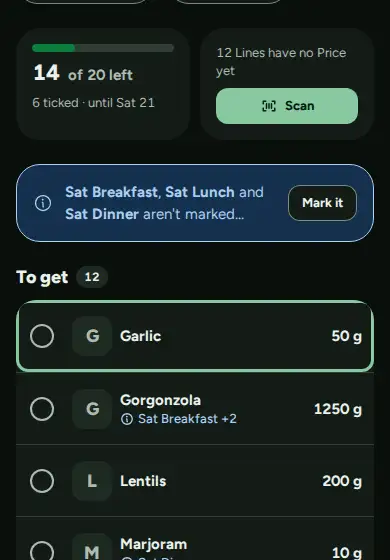 14 of 20 left
6 ticked · until Sat 21
12 Lines have no Price
yet
Scan
Sat Breakfast, Sat Lunch and
Sat Dinner aren't marked...
Mark it
To get 12
G Garlic 50 g
G Gorgonzola 1250 g
Sat Breakfast +2
L Lentils 200 g
M Marjoram 10 g